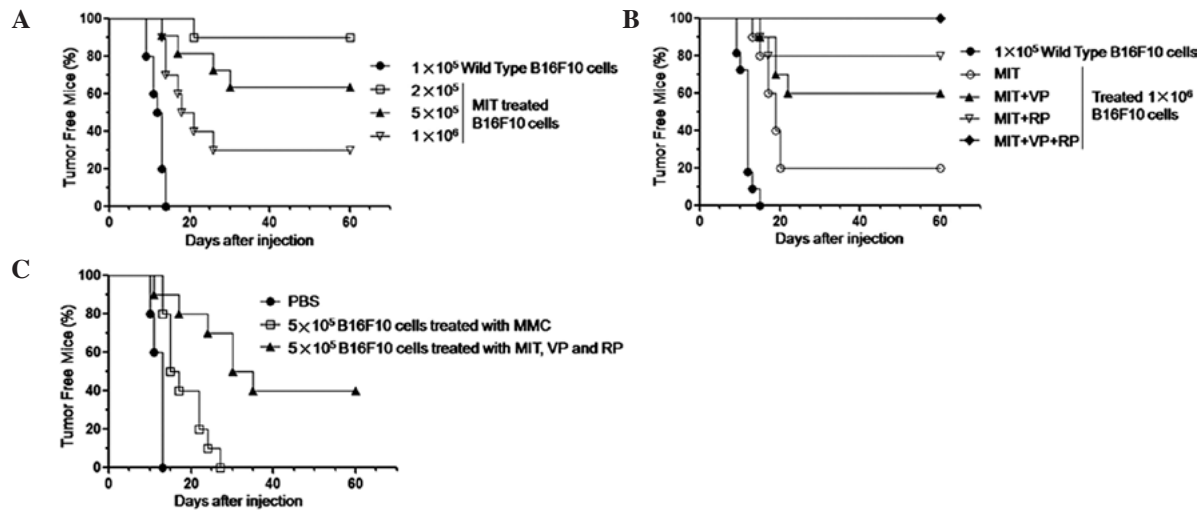 A
Tumor Free Mice (%)
100
80
60
40
20
0
0 20 40 60
Days after injection
1×10⁵ Wild Type B16F10 cells
2×10⁵
5×10⁵
1×10⁶
MIT treated
B16F10 cells
B
Tumor Free Mice (%)
100
80
60
40
20
0
0 20 40 60
Days after injection
1×10⁵ Wild Type B16F10 cells
MIT
MIT+VP
MIT+RP
MIT+VP+RP
Treated 1×10⁶
B16F10 cells
C
Tumor Free Mice (%)
100
80
60
40
20
0
0 20 40 60
Days after injection
PBS
5×10⁵ B16F10 cells treated with MMC
5×10⁵ B16F10 cells treated with MIT, VP and RP